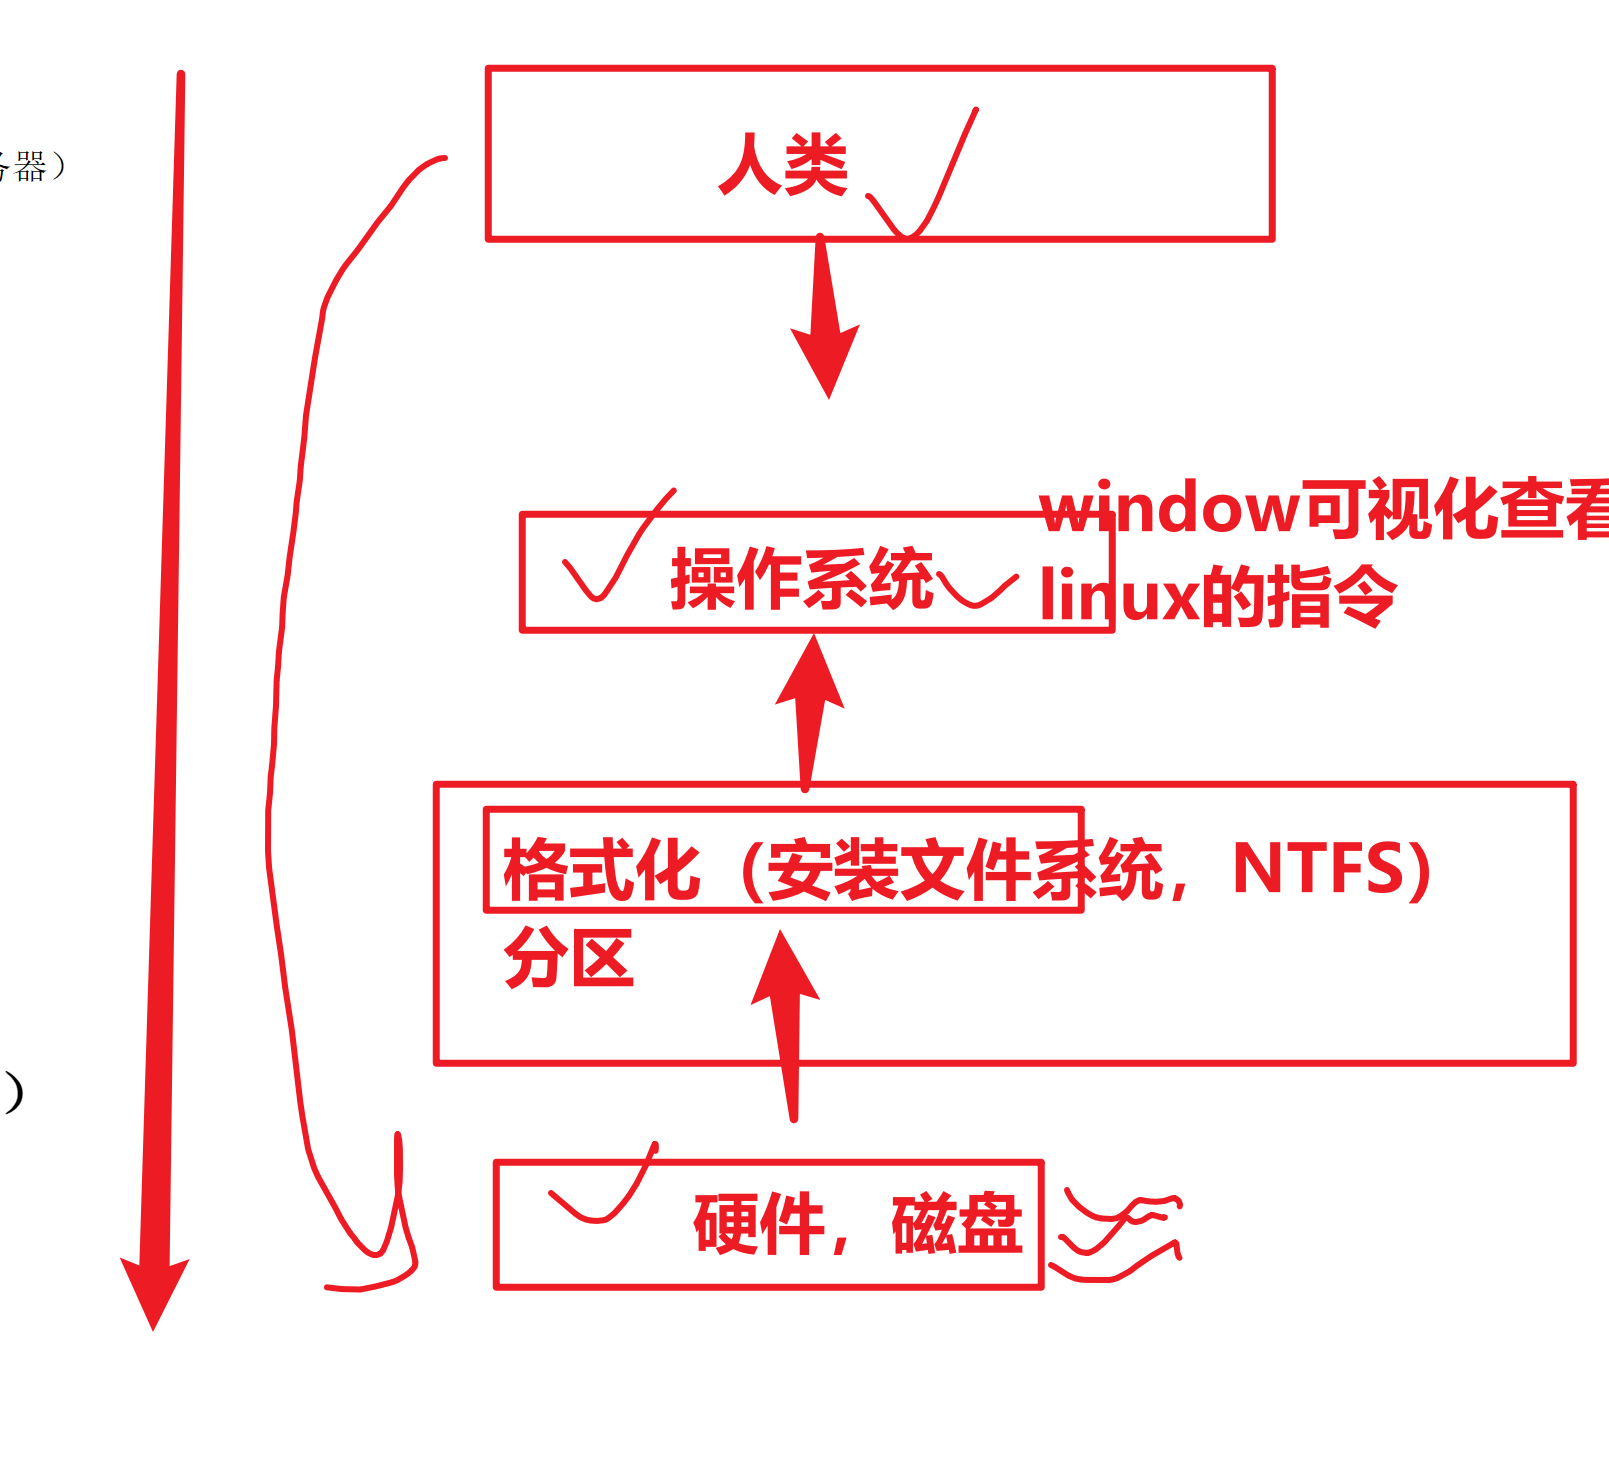 器）
人类
window可视化查看
操作系统
linux的指令
格式化（安装文件系统，NTFS）
分区
）
硬件，磁盘